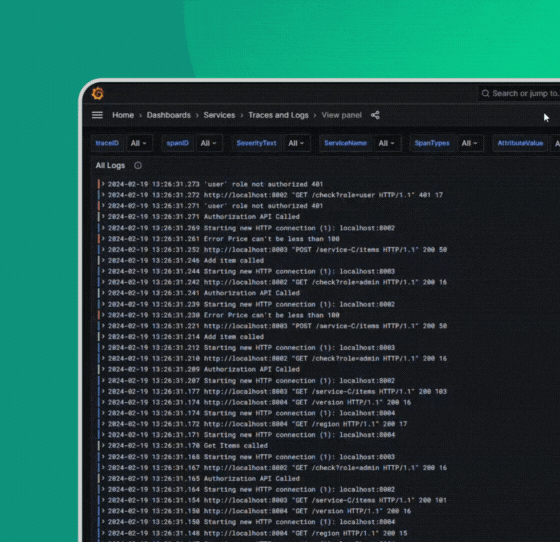 Search or jump to...
Home › Dashboards › Services › Traces and Logs › View panel
traceID All spanID All SeverityText All ServiceName All SpanTypes All AttributeValue A
All Logs
› 2024-02-19 13:26:31.273 'user' role not authorized 401
› 2024-02-19 13:26:31.272 http://localhost:8002 "GET /check?role=user HTTP/1.1" 401 17
› 2024-02-19 13:26:31.271 'user' role not authorized 401
› 2024-02-19 13:26:31.271 Authorization API Called
› 2024-02-19 13:26:31.269 Starting new HTTP connection (1): localhost:8002
› 2024-02-19 13:26:31.261 Error Price can't be less than 100
› 2024-02-19 13:26:31.252 http://localhost:8003 "POST /service-C/items HTTP/1.1" 200 50
› 2024-02-19 13:26:31.246 Add item called
› 2024-02-19 13:26:31.244 Starting new HTTP connection (1): localhost:8003
› 2024-02-19 13:26:31.242 http://localhost:8002 "GET /check?role=admin HTTP/1.1" 200 16
› 2024-02-19 13:26:31.241 Authorization API Called
› 2024-02-19 13:26:31.239 Starting new HTTP connection (1): localhost:8002
› 2024-02-19 13:26:31.230 Error Price can't be less than 100
› 2024-02-19 13:26:31.221 http://localhost:8003 "POST /service-C/items HTTP/1.1" 200 50
› 2024-02-19 13:26:31.214 Add item called
› 2024-02-19 13:26:31.212 Starting new HTTP connection (1): localhost:8003
› 2024-02-19 13:26:31.210 http://localhost:8002 "GET /check?role=admin HTTP/1.1" 200 16
› 2024-02-19 13:26:31.209 Authorization API Called
› 2024-02-19 13:26:31.207 Starting new HTTP connection (1): localhost:8002
› 2024-02-19 13:26:31.177 http://localhost:8003 "GET /service-C/items HTTP/1.1" 200 103
› 2024-02-19 13:26:31.174 http://localhost:8004 "GET /version HTTP/1.1" 200 16
› 2024-02-19 13:26:31.174 Starting new HTTP connection (1): localhost:8004
› 2024-02-19 13:26:31.172 http://localhost:8004 "GET /region HTTP/1.1" 200 17
› 2024-02-19 13:26:31.171 Starting new HTTP connection (1): localhost:8004
› 2024-02-19 13:26:31.170 Get Items called
› 2024-02-19 13:26:31.168 Starting new HTTP connection (1): localhost:8003
› 2024-02-19 13:26:31.167 http://localhost:8002 "GET /check?role=admin HTTP/1.1" 200 16
› 2024-02-19 13:26:31.165 Authorization API Called
› 2024-02-19 13:26:31.164 Starting new HTTP connection (1): localhost:8002
› 2024-02-19 13:26:31.154 http://localhost:8003 "GET /service-C/items HTTP/1.1" 200 101
› 2024-02-19 13:26:31.150 http://localhost:8004 "GET /version HTTP/1.1" 200 16
› 2024-02-19 13:26:31.150 Starting new HTTP connection (1): localhost:8004
› 2024-02-19 13:26:31.148 http://localhost:8004 "GET /region HTTP/1.1" 200 15